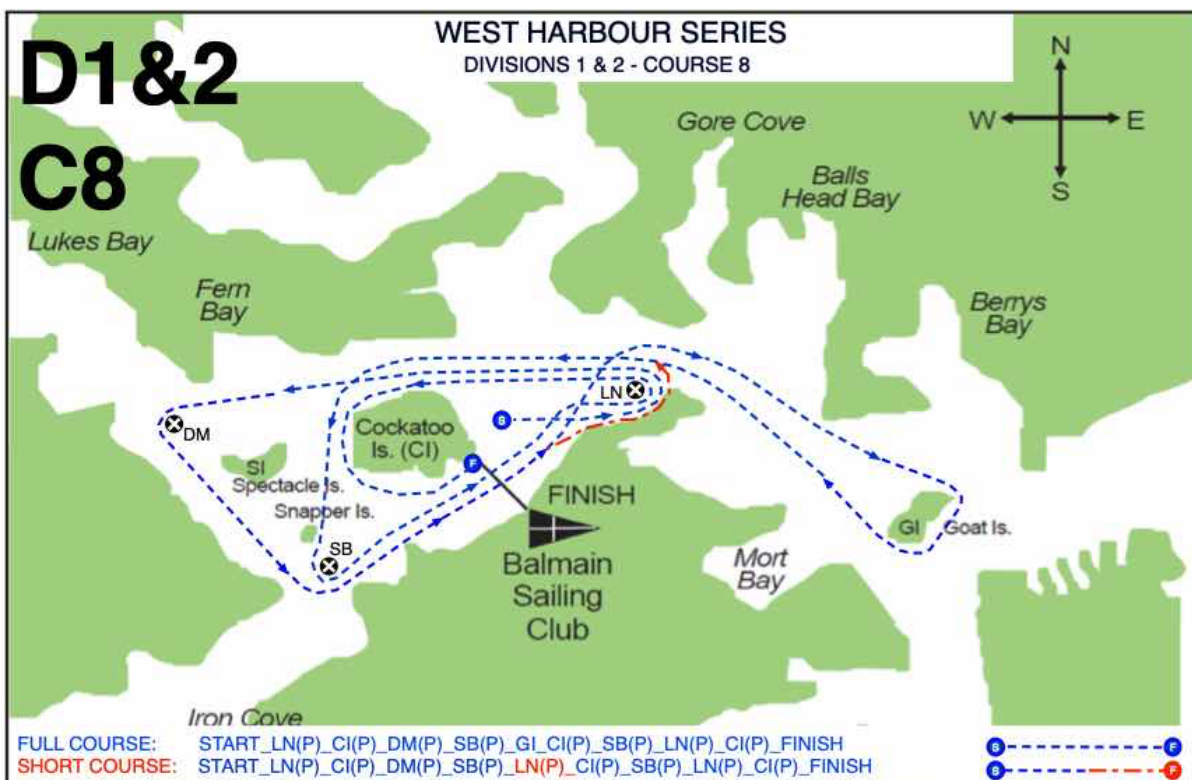 WEST HARBOUR SERIES
DIVISIONS 1 & 2 - COURSE 8
D1&2
C8
N
W
E
S
Gore Cove
Balls
Head Bay
Lukes Bay
Fern
Bay
Berrys
Bay
LN
S
DM
Cockatoo
Is. (CI)
F
SI
Spectacle Is.
Snapper Is.
FINISH
SB
GI
Goat Is.
Balmain
Sailing
Club
Mort
Bay
Iron Cove
FULL COURSE: START_LN(P)_CI(P)_DM(P)_SB(P)_GI_CI(P)_SB(P)_LN(P)_CI(P)_FINISH
S F
SHORT COURSE: START_LN(P)_CI(P)_DM(P)_SB(P)_LN(P)_CI(P)_SB(P)_LN(P)_CI(P)_FINISH
S F